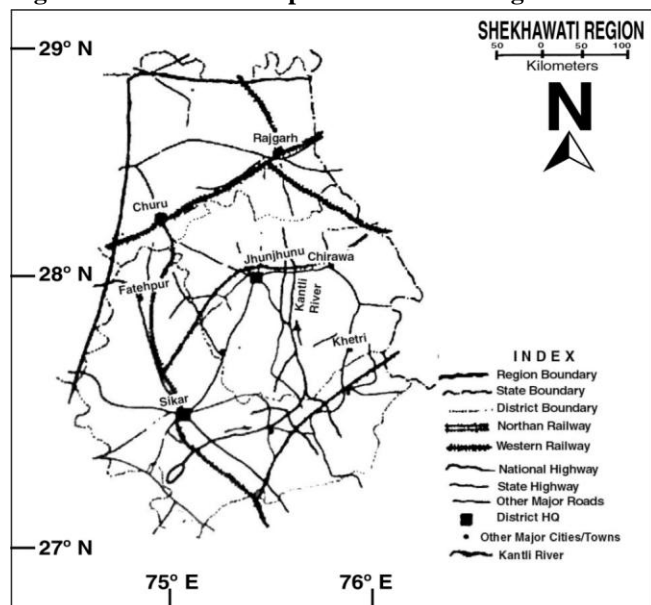 SHEKHAWATI REGION
50 0 50 100
Kilometers
N
29° N
Rajgarh
Churu
Jhunjhunu
Chirawa
28° N
Fatehpur
Kantli
River
Khetri
Sikar
INDEX
Region Boundary
State Boundary
District Boundary
Northan Railway
Western Railway
National Highway
State Highway
Other Major Roads
District HQ
Other Major Cities/Towns
Kantli River
27° N
75° E
76° E